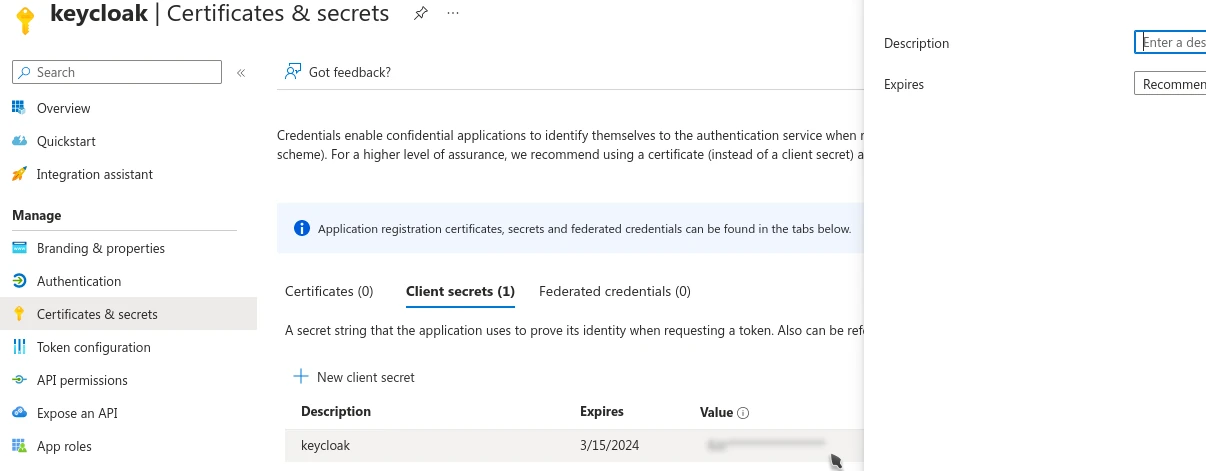 keycloak | Certificates & secrets
Search
Got feedback?
Overview
Quickstart
Integration assistant
Manage
Branding & properties
Authentication
Certificates & secrets
Token configuration
API permissions
Expose an API
App roles
Credentials enable confidential applications to identify themselves to the authentication service when r
scheme). For a higher level of assurance, we recommend using a certificate (instead of a client secret) a
Application registration certificates, secrets and federated credentials can be found in the tabs below.
Certificates (0) Client secrets (1) Federated credentials (0)
A secret string that the application uses to prove its identity when requesting a token. Also can be refe
New client secret
Description Expires Value
keycloak 3/15/2024
Description Enter a des
Expires Recommen